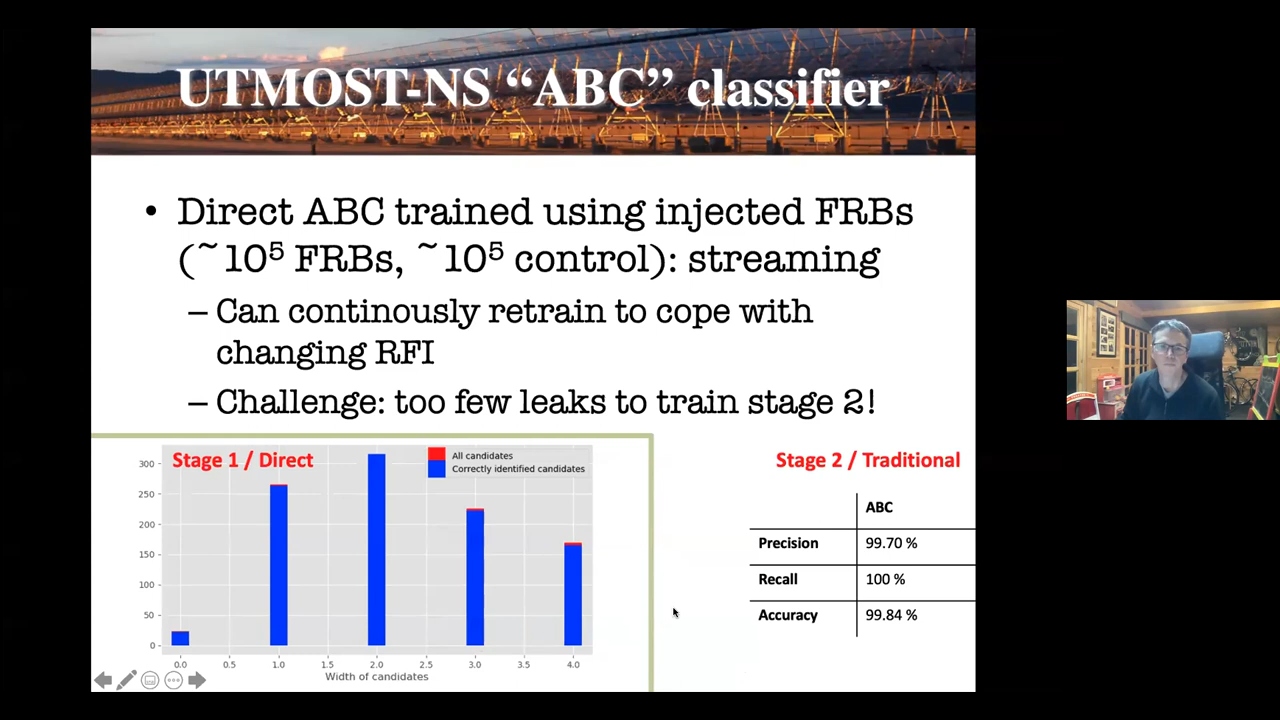 UTMOST-NS “ABC” classifier
• Direct ABC trained using injected FRBs
(~10⁵ FRBs, ~10⁵ control): streaming
– Can continously retrain to cope with
changing RFI
– Challenge: too few leaks to train stage 2!
Stage 1 / Direct
All candidates
Correctly identified candidates
300
250
200
150
100
50
0
0.0 0.5 1.0 1.5 2.0 2.5 3.0 3.5 4.0
Width of candidates
Stage 2 / Traditional
ABC
Precision 99.70 %
Recall 100 %
Accuracy 99.84 %